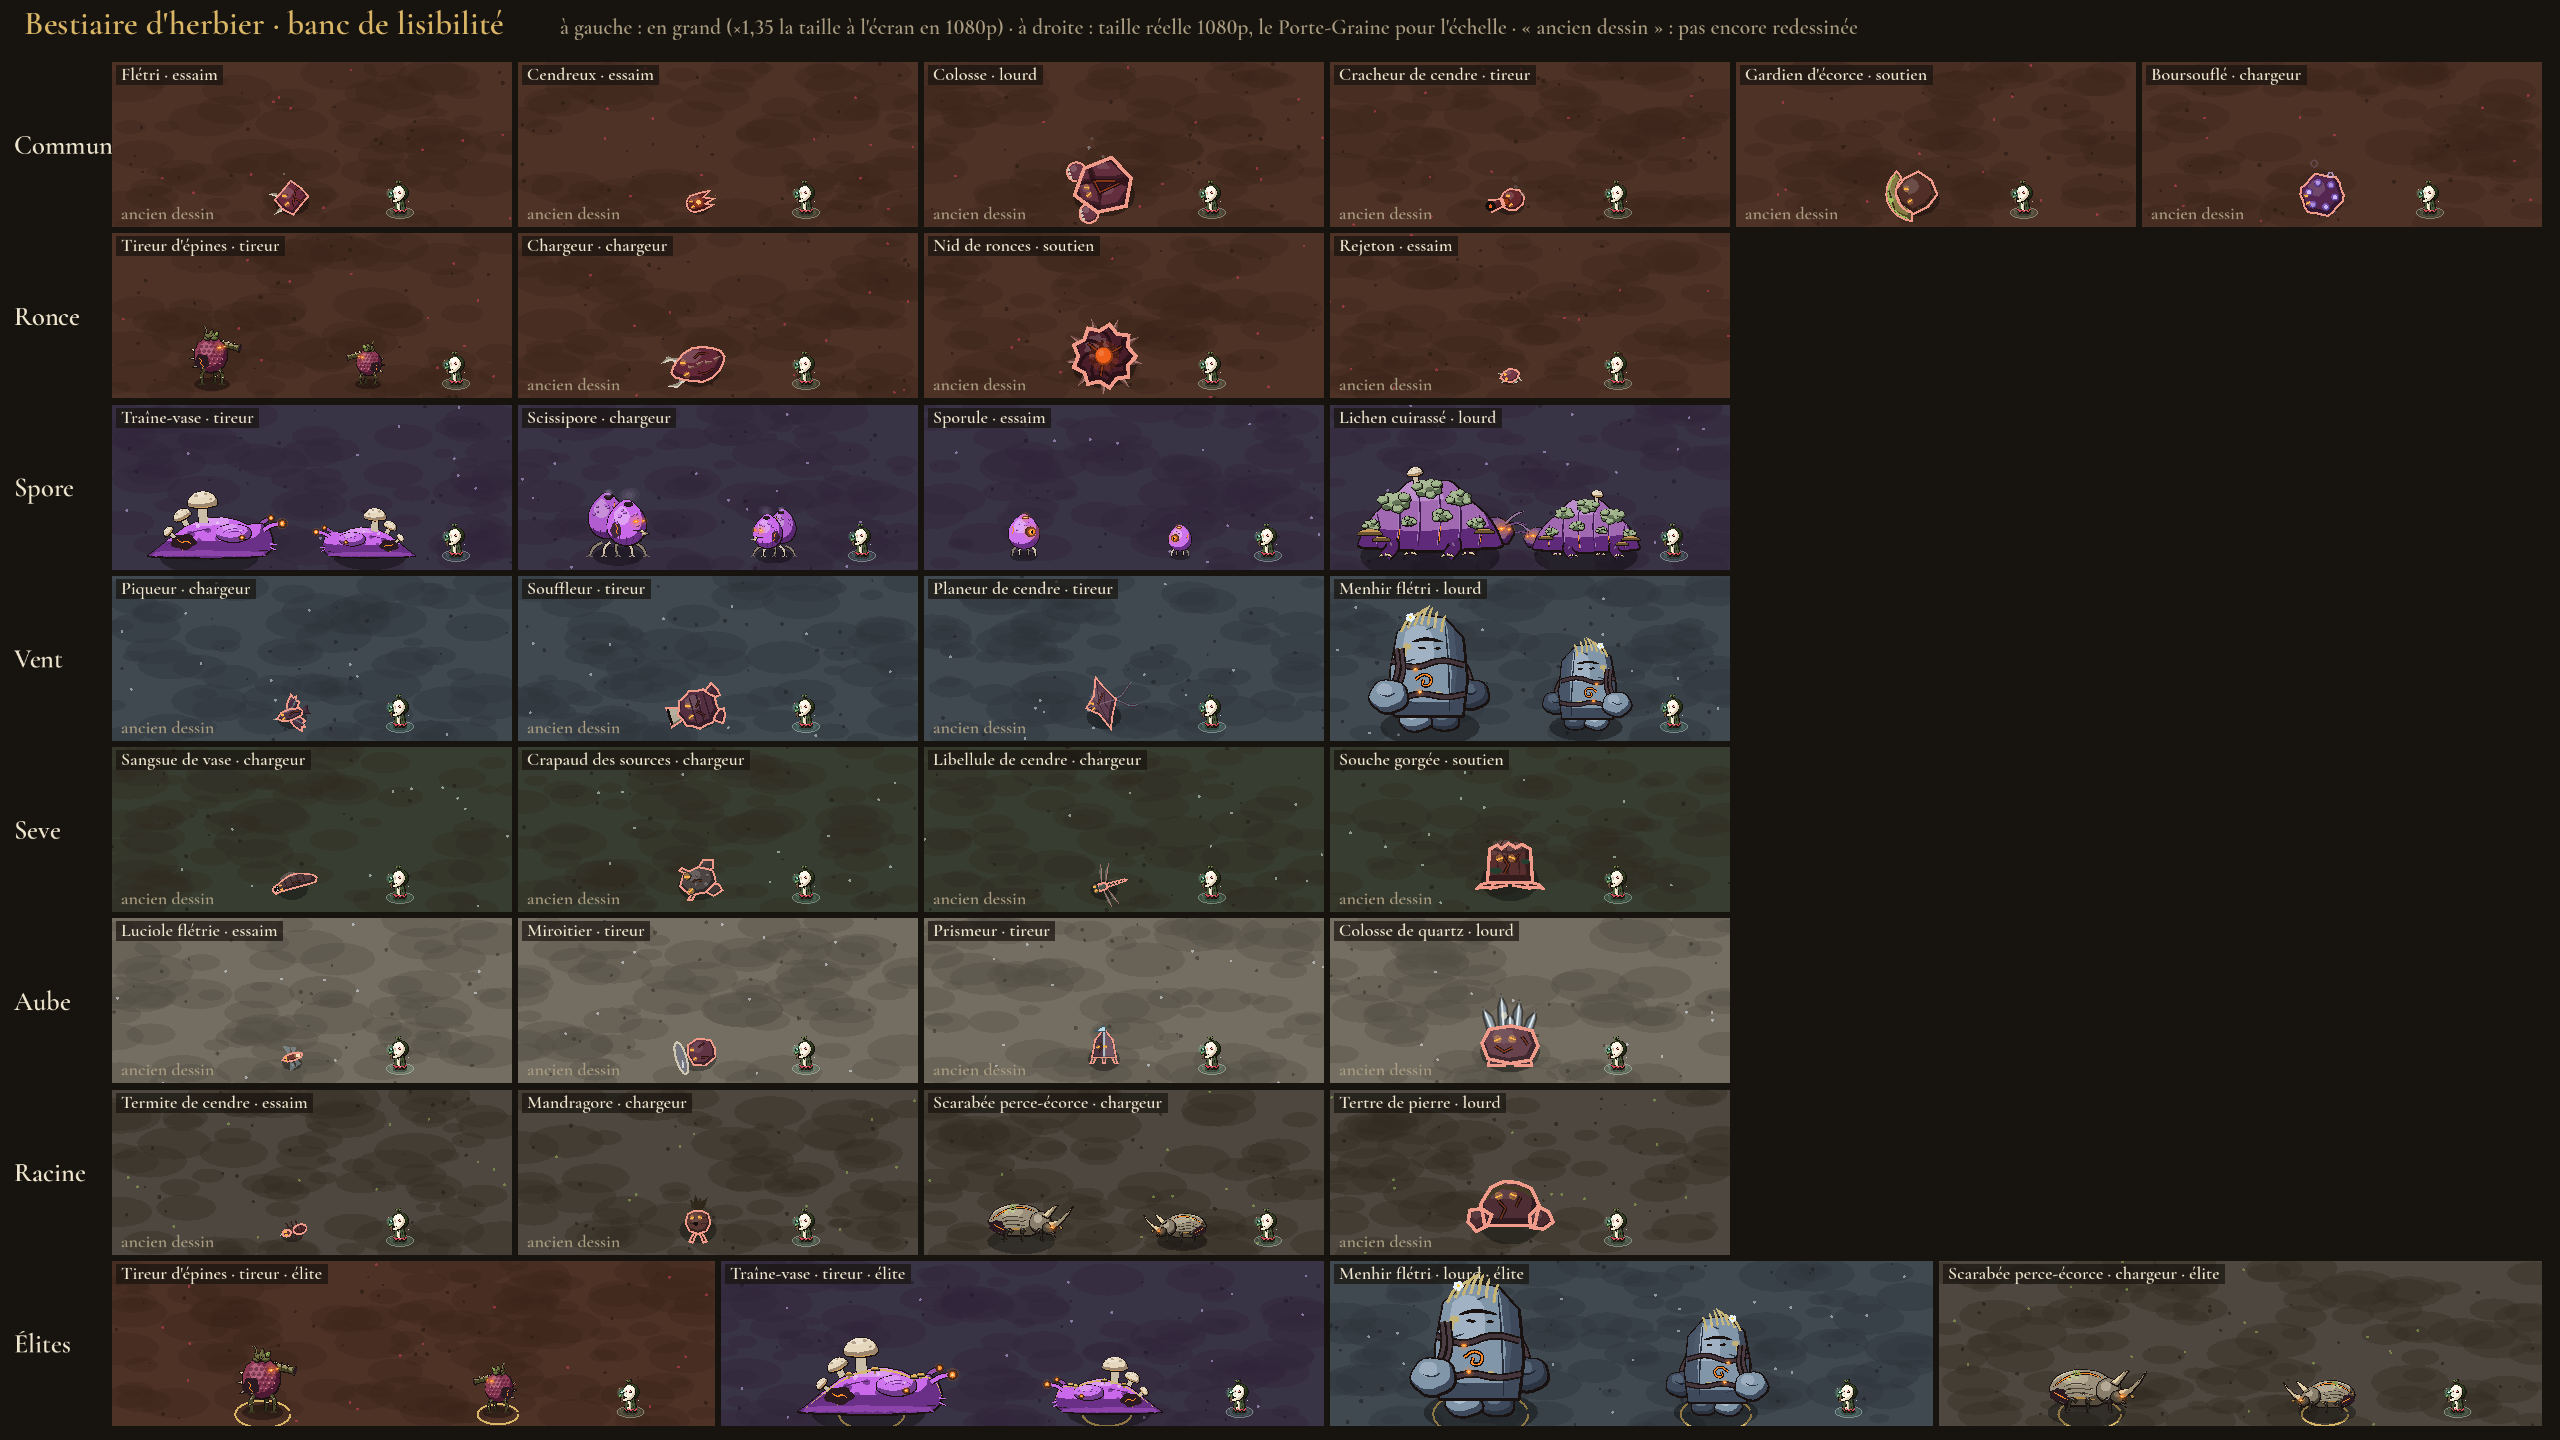 Bestiaire d'herbier · banc de lisibilité
à gauche : en grand (×1,35 la taille à l'écran en 1080p) · à droite : taille réelle 1080p, le Porte-Graine pour l'échelle · « ancien dessin » : pas encore redessinée
Commun
Flétri · essaim
ancien dessin
Cendreux · essaim
ancien dessin
Colosse · lourd
ancien dessin
Cracheur de cendre · tireur
ancien dessin
Gardien d'écorce · soutien
ancien dessin
Boursouflé · chargeur
ancien dessin
Ronce
Tireur d'épines · tireur
Chargeur · chargeur
ancien dessin
Nid de ronces · soutien
ancien dessin
Rejeton · essaim
ancien dessin
Spore
Traîne-vase · tireur
Scissipore · chargeur
Sporule · essaim
Lichen cuirassé · lourd
Vent
Piqueur · chargeur
ancien dessin
Souffleur · tireur
ancien dessin
Planeur de cendre · tireur
ancien dessin
Menhir flétri · lourd
Seve
Sangsue de vase · chargeur
ancien dessin
Crapaud des sources · chargeur
ancien dessin
Libellule de cendre · chargeur
ancien dessin
Souche gorgée · soutien
ancien dessin
Aube
Luciole flétrie · essaim
ancien dessin
Miroitier · tireur
ancien dessin
Prismeur · tireur
ancien dessin
Colosse de quartz · lourd
ancien dessin
Racine
Termite de cendre · essaim
ancien dessin
Mandragore · chargeur
ancien dessin
Scarabée perce-écorce · chargeur
Tertre de pierre · lourd
ancien dessin
Élites
Tireur d'épines · tireur · élite
Traîne-vase · tireur · élite
Menhir flétri · lourd · élite
Scarabée perce-écorce · chargeur · élite